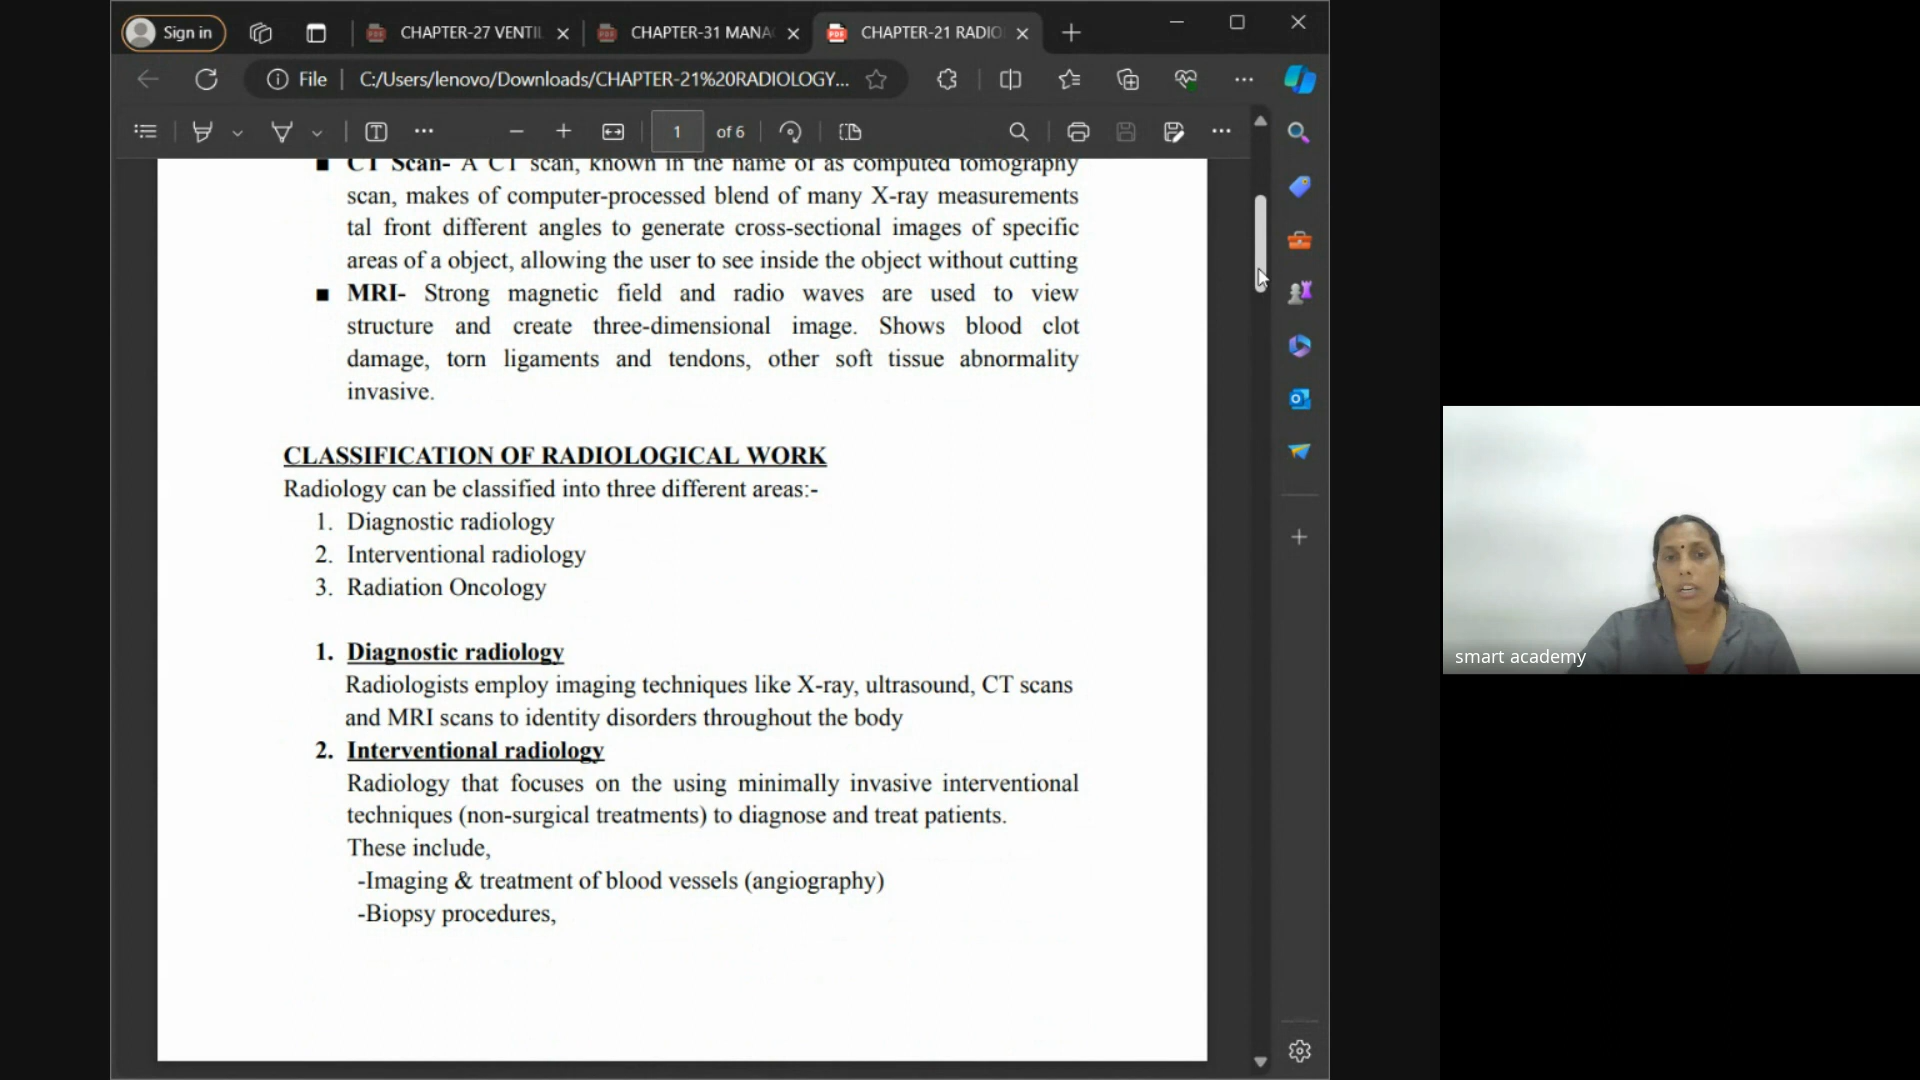 Sign in
CHAPTER-27 VENTIL
CHAPTER-31 MANA
CHAPTER-21 RADIO
File
C:/Users/lenovo/Downloads/CHAPTER-21%20RADIOLOGY...
1
of 6
■ CT Scan- A CT scan, known in the name of as computed tomography
scan, makes of computer-processed blend of many X-ray measurements
tal front different angles to generate cross-sectional images of specific
areas of a object, allowing the user to see inside the object without cutting
■ MRI- Strong magnetic field and radio waves are used to view
structure and create three-dimensional image. Shows blood clot
damage, torn ligaments and tendons, other soft tissue abnormality
invasive.
CLASSIFICATION OF RADIOLOGICAL WORK
Radiology can be classified into three different areas:-
1. Diagnostic radiology
2. Interventional radiology
3. Radiation Oncology
1. Diagnostic radiology
Radiologists employ imaging techniques like X-ray, ultrasound, CT scans
and MRI scans to identity disorders throughout the body
2. Interventional radiology
Radiology that focuses on the using minimally invasive interventional
techniques (non-surgical treatments) to diagnose and treat patients.
These include,
-Imaging & treatment of blood vessels (angiography)
-Biopsy procedures,
smart academy